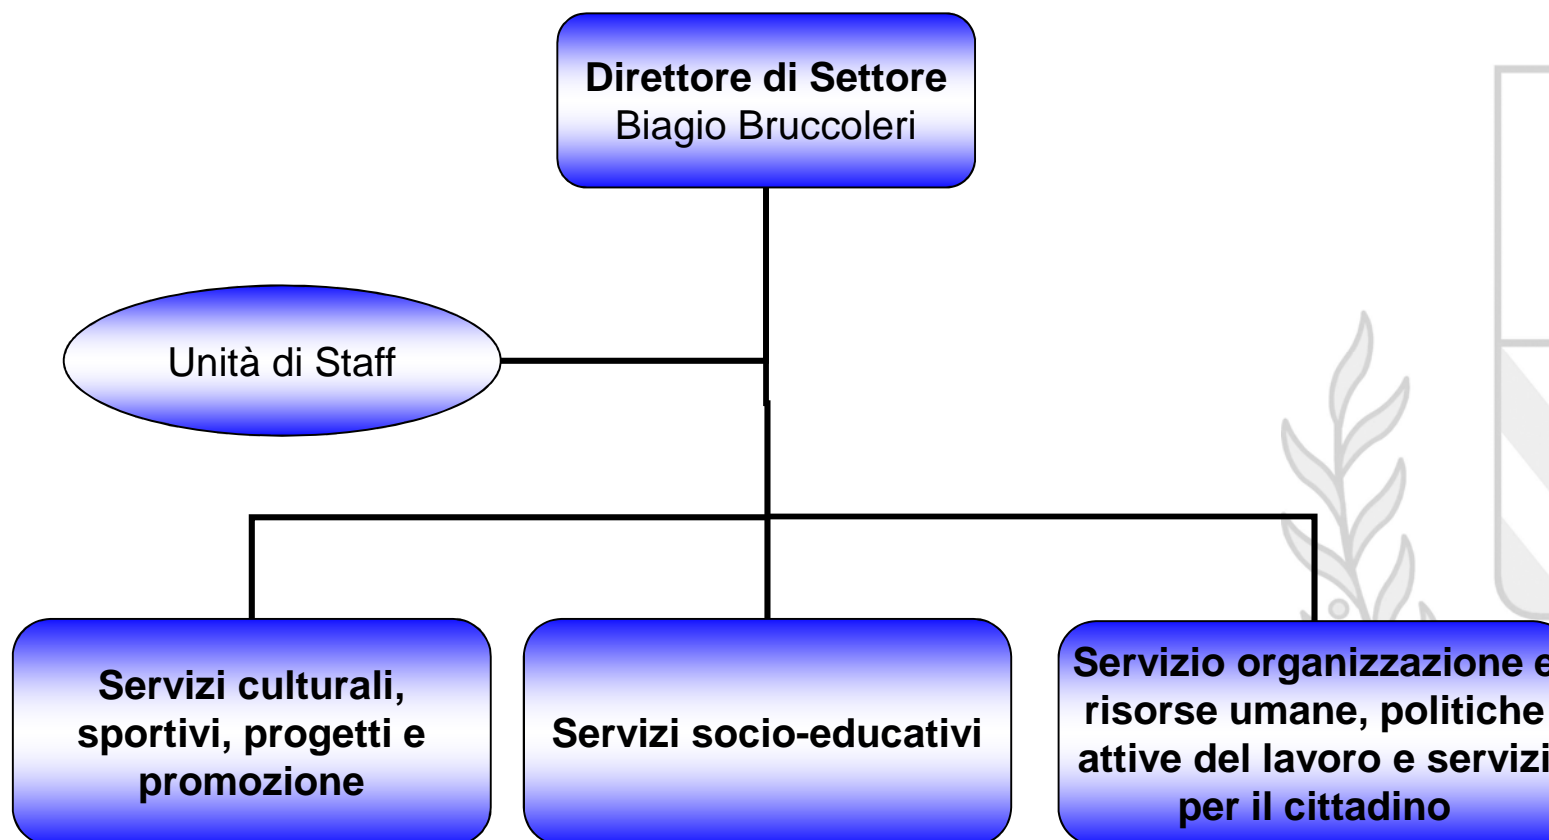 Direttore di Settore
Biagio Bruccoleri
Unità di Staff
Servizi culturali,
sportivi, progetti e
promozione
Servizi socio-educativi
Servizio organizzazione e
risorse umane, politiche
attive del lavoro e servizi
per il cittadino